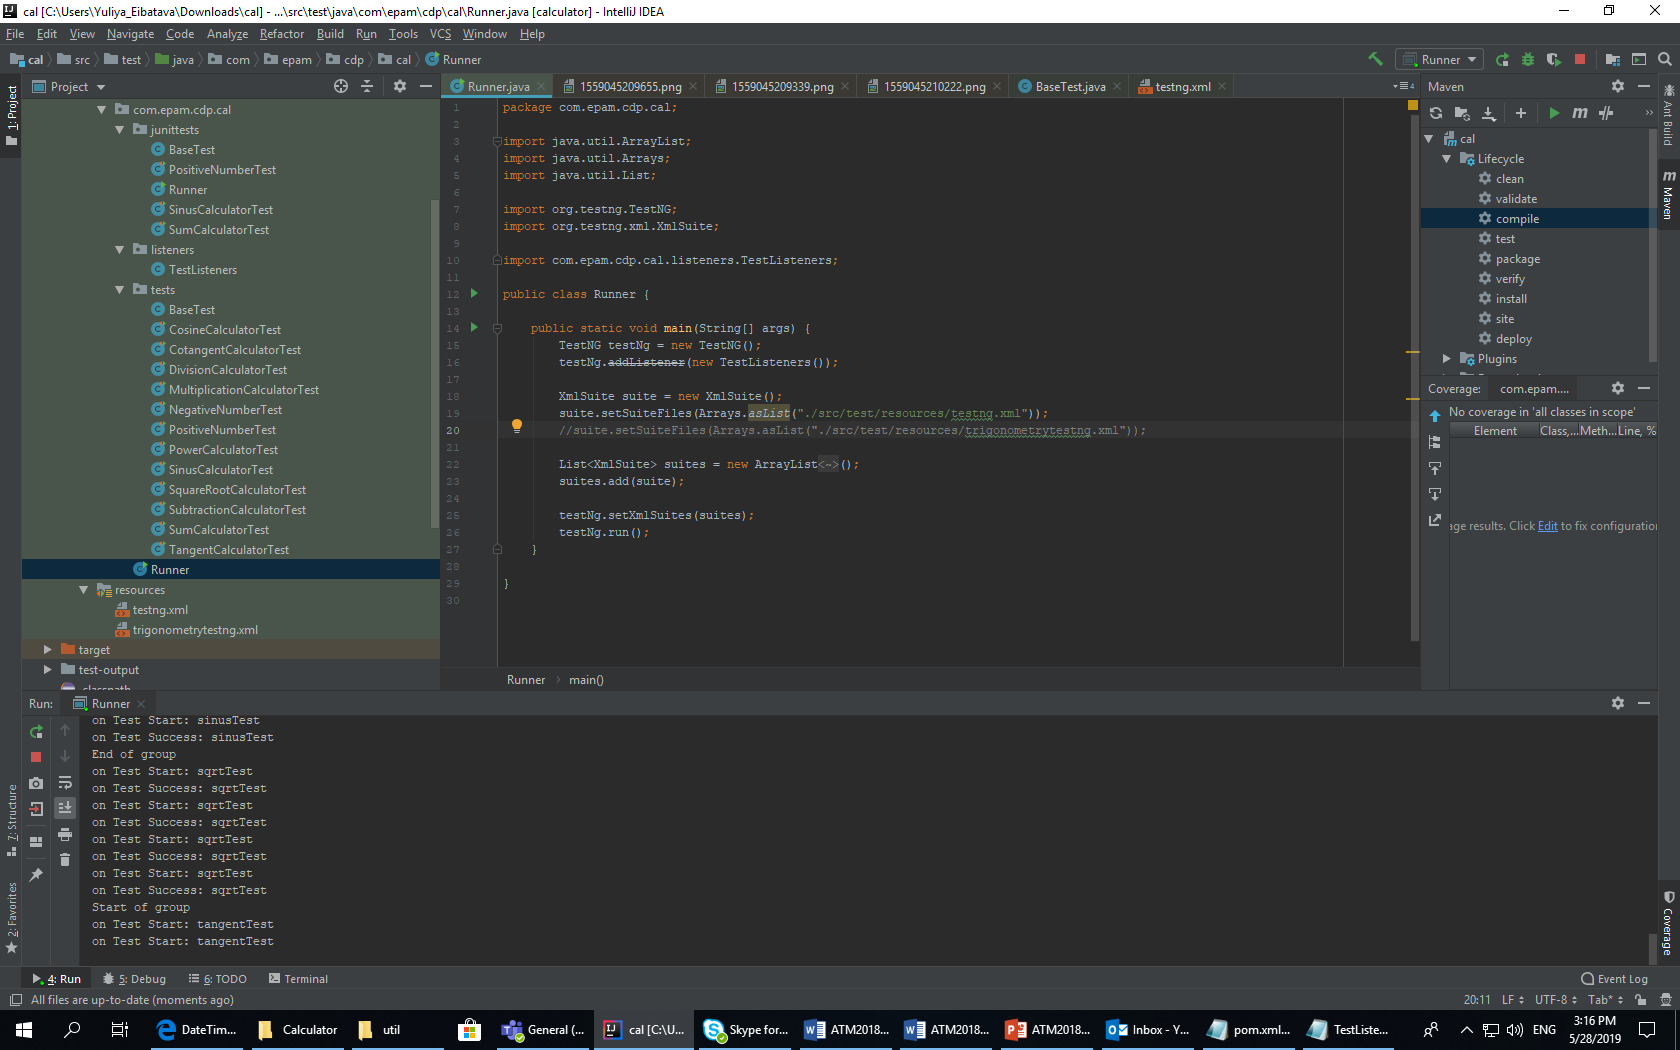 cal [C:\Users\Yuliya_Eibatava\Downloads\cal] - ...\src\test\java\com\epam\cdp\cal\Runner.java [calculator] - IntelliJ IDEA
File Edit View Navigate Code Analyze Refactor Build Run Tools VCS Window Help
cal src test java com epam cdp cal Runner
Runner
1: Project
Project
com.epam.cdp.cal
junittests
BaseTest
PositiveNumberTest
Runner
SinusCalculatorTest
SumCalculatorTest
listeners
TestListeners
tests
BaseTest
CosineCalculatorTest
CotangentCalculatorTest
DivisionCalculatorTest
MultiplicationCalculatorTest
NegativeNumberTest
PositiveNumberTest
PowerCalculatorTest
SinusCalculatorTest
SquareRootCalculatorTest
SubtractionCalculatorTest
SumCalculatorTest
TangentCalculatorTest
Runner
resources
testng.xml
trigonometrytestng.xml
target
test-output
.classpath
Runner.java 1559045209655.png 1559045209339.png 1559045210222.png BaseTest.java testng.xml
4
1 package com.epam.cdp.cal;
2
3 import java.util.ArrayList;
4 import java.util.Arrays;
5 import java.util.List;
6
7 import org.testng.TestNG;
8 import org.testng.xml.XmlSuite;
9
10 import com.epam.cdp.cal.listeners.TestListeners;
11
12 public class Runner {
13
14 public static void main(String[] args) {
15 TestNG testNg = new TestNG();
16 testNg.addListener(new TestListeners());
17
18 XmlSuite suite = new XmlSuite();
19 suite.setSuiteFiles(Arrays.asList("./src/test/resources/testng.xml"));
20 //suite.setSuiteFiles(Arrays.asList("./src/test/resources/trigonometrytestng.xml"));
21
22 List<XmlSuite> suites = new ArrayList<~>();
23 suites.add(suite);
24
25 testNg.setXmlSuites(suites);
26 testNg.run();
27 }
28
29 }
30
Runner main()
Maven
cal
Lifecycle
clean
validate
compile
test
package
verify
install
site
deploy
Plugins
Coverage: com.epam....
No coverage in 'all classes in scope'
Element Class,... Meth... Line, %
age results. Click Edit to fix configuration
Ant Build
Maven
Coverage
Run: Runner
on Test Start: sinusTest
on Test Success: sinusTest
End of group
on Test Start: sqrtTest
on Test Success: sqrtTest
on Test Start: sqrtTest
on Test Success: sqrtTest
on Test Start: sqrtTest
on Test Success: sqrtTest
on Test Start: sqrtTest
on Test Success: sqrtTest
Start of group
on Test Start: tangentTest
on Test Start: tangentTest
7: Structure
2: Favorites
4: Run 5: Debug 6: TODO Terminal
Event Log
All files are up-to-date (moments ago)
20:11 LF UTF-8 Tab*
DateTim... Calculator util General (... cal [C:\U... Skype for... ATM2018... ATM2018... ATM2018... Inbox - Y... pom.xml... TestListe...
ENG
3:16 PM
5/28/2019